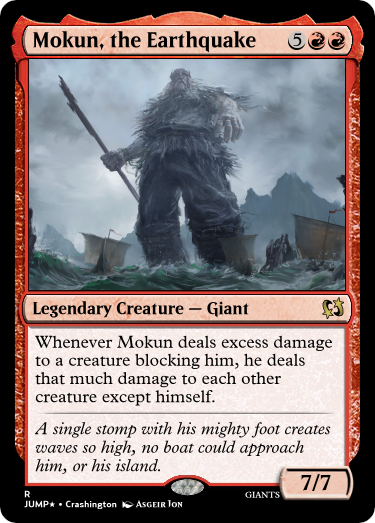 Mokun, the Earthquake 5
Legendary Creature — Giant
Whenever Mokun deals excess damage
to a creature blocking him, he deals
that much damage to each other
creature except himself.
A single stomp with his mighty foot creates
waves so high, no boat could approach
him, or his island.
7/7
R
JUMP★ • Crashington Asgeir Ion
GIANTS